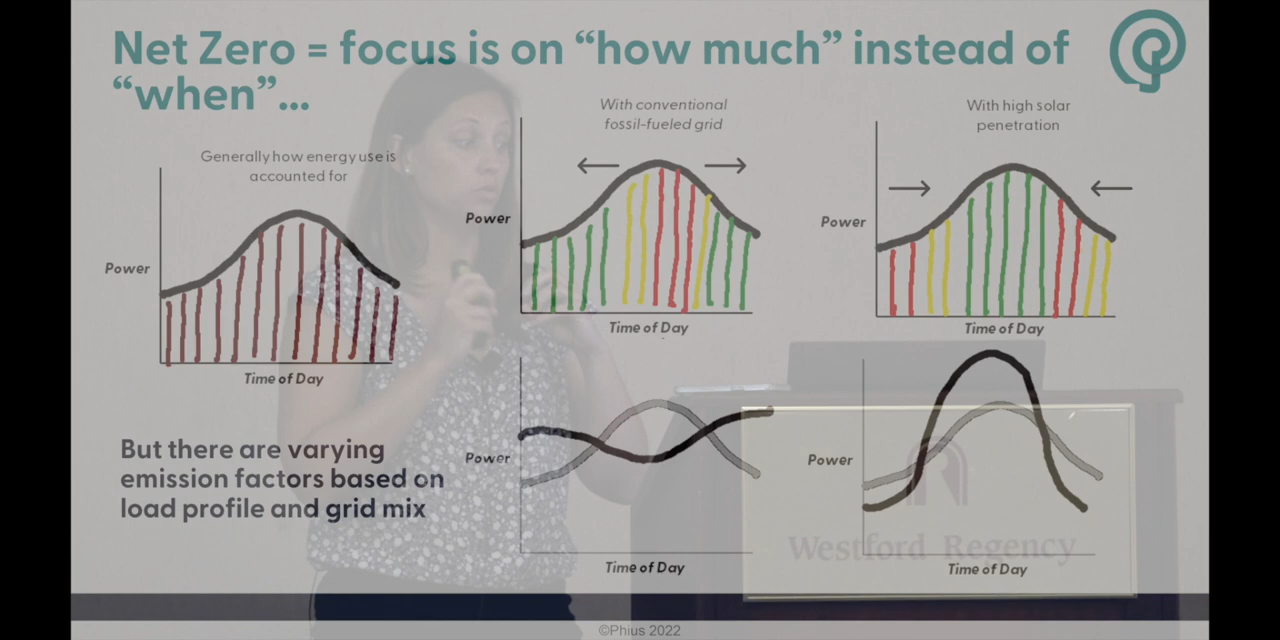 Net Zero = focus is on “how much” instead of
“when”...
Generally how energy use is
accounted for
Power
Time of Day
With conventional
fossil-fueled grid
Power
Time of Day
With high solar
penetration
Power
Time of Day
But there are varying
emission factors based on
load profile and grid mix
Power
Time of Day
Power
Time of Day
Westford Regency
©Phius 2022